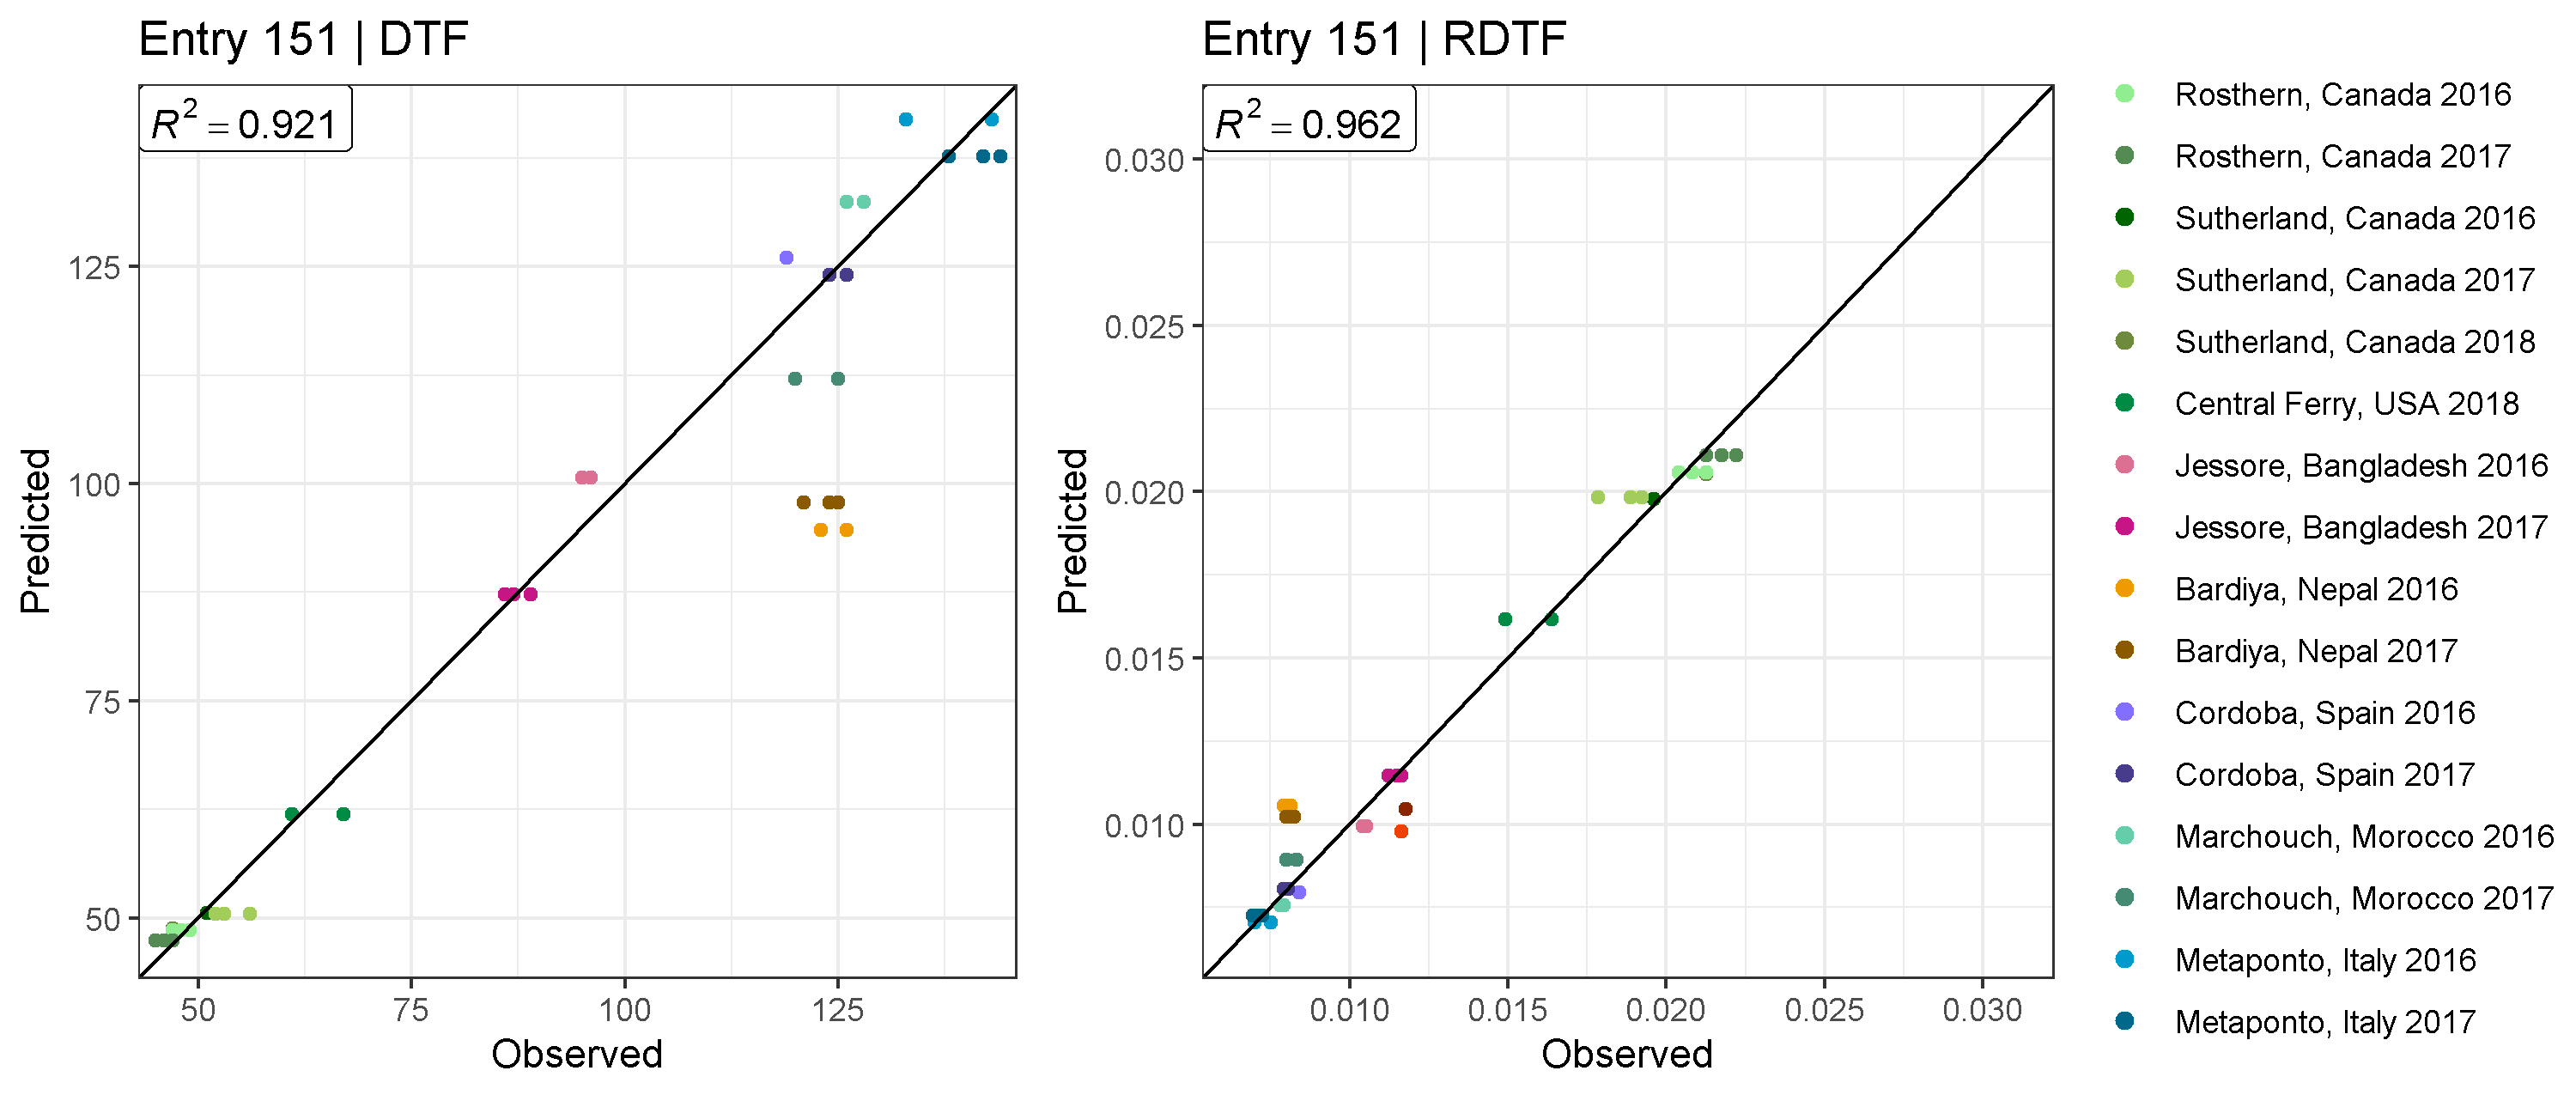 Entry 151 | DTF
R² = 0.921
125
100
75
50
Predicted
50 75 100 125
Observed
Entry 151 | RDTF
R² = 0.962
0.030
0.025
0.020
0.015
0.010
Predicted
0.010 0.015 0.020 0.025 0.030
Observed
Rosthern, Canada 2016
Rosthern, Canada 2017
Sutherland, Canada 2016
Sutherland, Canada 2017
Sutherland, Canada 2018
Central Ferry, USA 2018
Jessore, Bangladesh 2016
Jessore, Bangladesh 2017
Bardiya, Nepal 2016
Bardiya, Nepal 2017
Cordoba, Spain 2016
Cordoba, Spain 2017
Marchouch, Morocco 2016
Marchouch, Morocco 2017
Metaponto, Italy 2016
Metaponto, Italy 2017